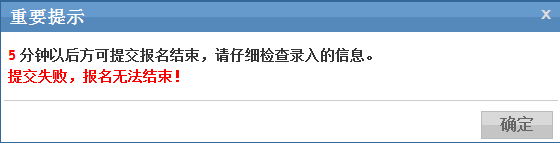 重要提示
x
5 分钟以后方可提交报名结束，请仔细检查录入的信息。
提交失败，报名无法结束！
确定